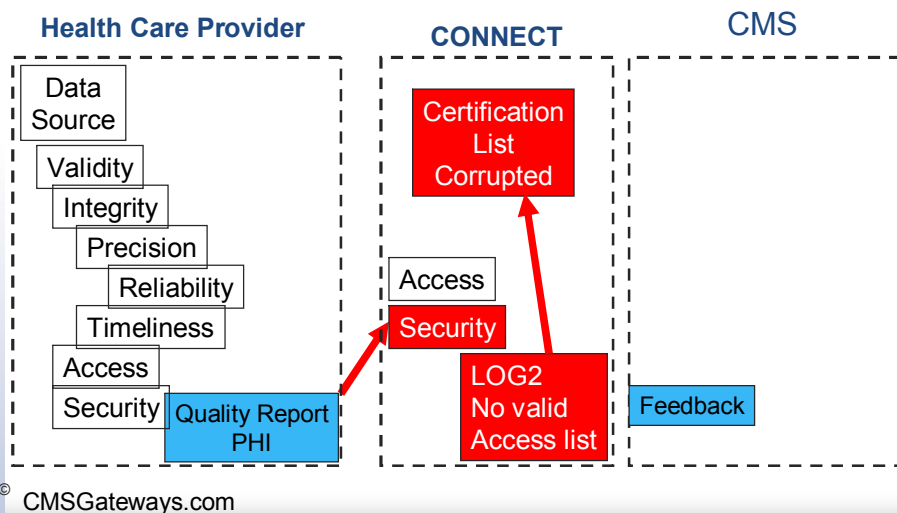 Health Care Provider
CONNECT
CMS
Data
Source
Validity
Integrity
Precision
Reliability
Timeliness
Access
Security
Quality Report
PHI
Certification
List
Corrupted
Access
Security
LOG2
No valid
Access list
Feedback
© CMSGateways.com